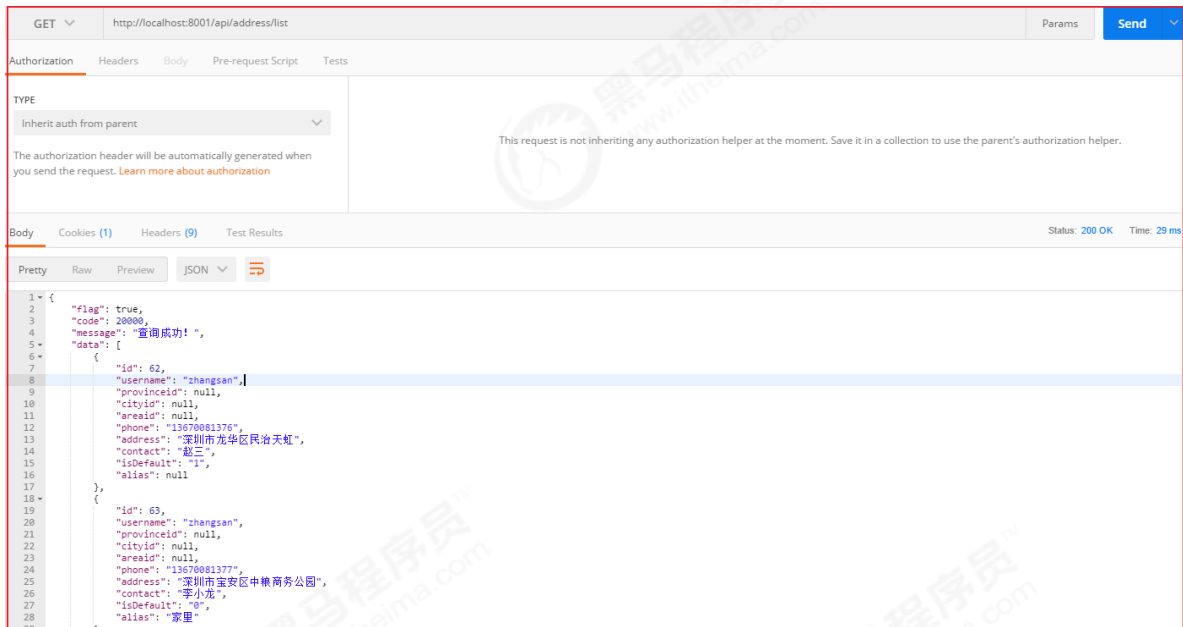 GET http://localhost:8001/api/address/list Params Send
Authorization Headers Body Pre-request Script Tests
TYPE
Inherit auth from parent
The authorization header will be automatically generated when
you send the request. Learn more about authorization
This request is not inheriting any authorization helper at the moment. Save it in a collection to use the parent's authorization helper.
Body Cookies (1) Headers (9) Test Results Status: 200 OK Time: 29 ms
Pretty Raw Preview JSON
1 {
2 "flag": true,
3 "code": 20000,
4 "message": "查询成功！",
5 "data": [
6 {
7 "id": 62,
8 "username": "zhangsan",
9 "provinceid": null,
10 "cityid": null,
11 "areaid": null,
12 "phone": "13670081376",
13 "address": "深圳市龙华区民治天虹",
14 "contact": "赵三",
15 "isDefault": "1",
16 "alias": null
17 },
18 {
19 "id": 63,
20 "username": "zhangsan",
21 "provinceid": null,
22 "cityid": null,
23 "areaid": null,
24 "phone": "13670081377",
25 "address": "深圳市宝安区中粮商务公园",
26 "contact": "李小龙",
27 "isDefault": "0",
28 "alias": "家里"
黑马程序员
www.itheima.com